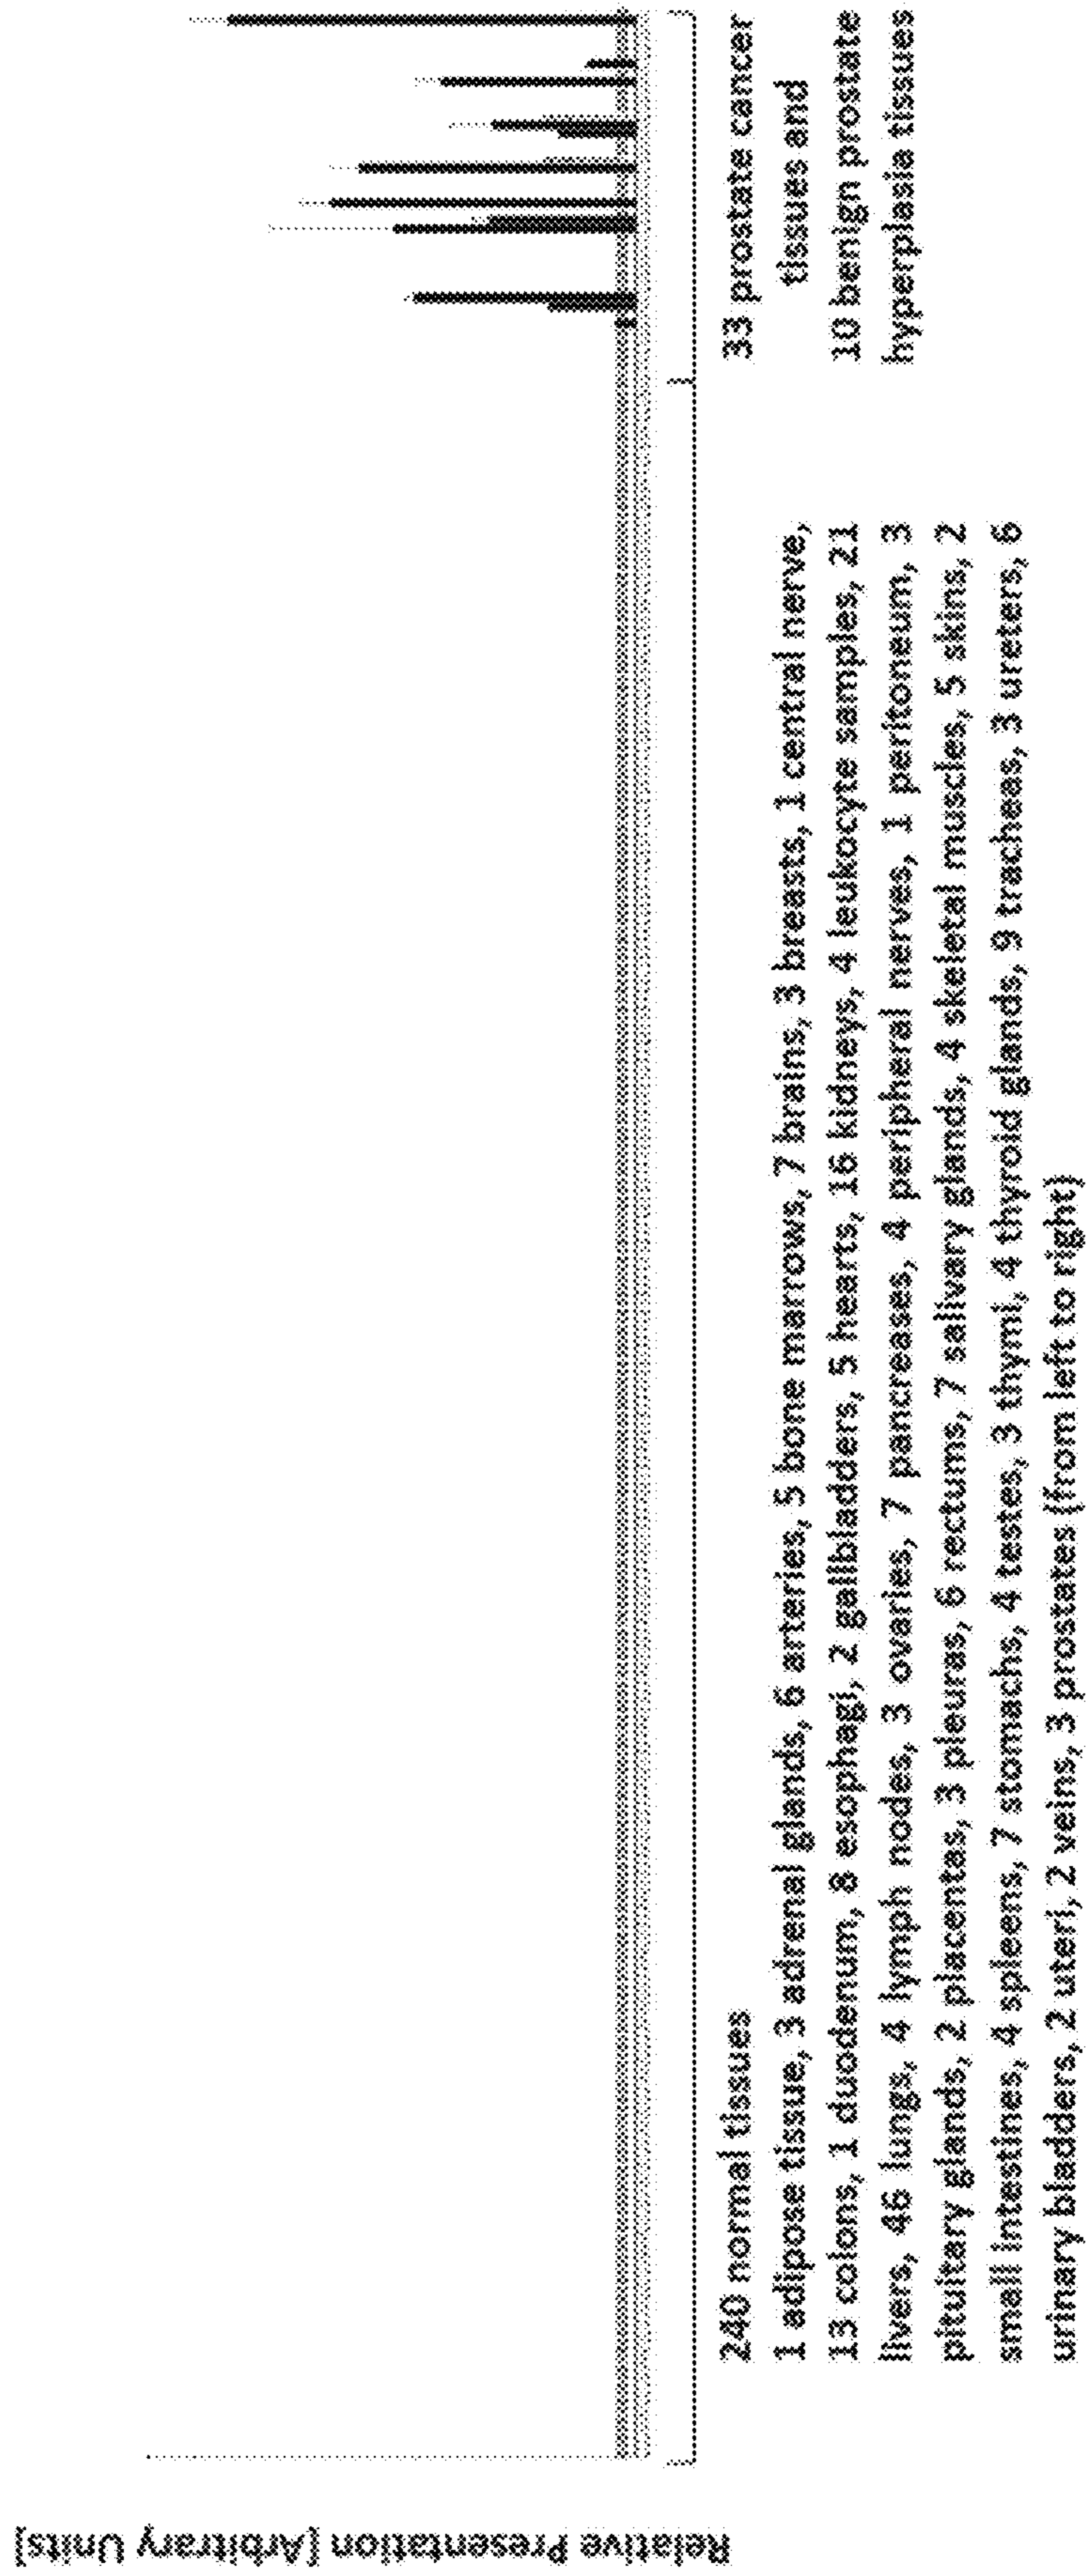 Relative Presentation [Arbitrary Units]
240 normal tissues
1 adipose tissue, 3 adrenal glands, 6 arteries, 5 bone marrows, 7 brains, 3 breasts, 1 central nerve,
13 colons, 1 duodenum, 8 esophagi, 2 gallbladders, 5 hearts, 16 kidneys, 4 leukocyte samples, 21
livers, 46 lungs, 4 lymph nodes, 3 ovaries, 7 pancreases, 4 peripheral nerves, 1 peritoneum, 3
pituitary glands, 2 placentas, 3 pleuras, 6 rectums, 7 salivary glands, 4 skeletal muscles, 5 skins, 2
small intestines, 4 spleens, 7 stomachs, 4 testes, 3 thymi, 4 thyroid glands, 9 tracheas, 3 ureters, 6
urinary bladders, 2 uteri, 2 veins, 3 prostates (from left to right)
33 prostate cancer
tissues and
10 benign prostate
hyperplasia tissues